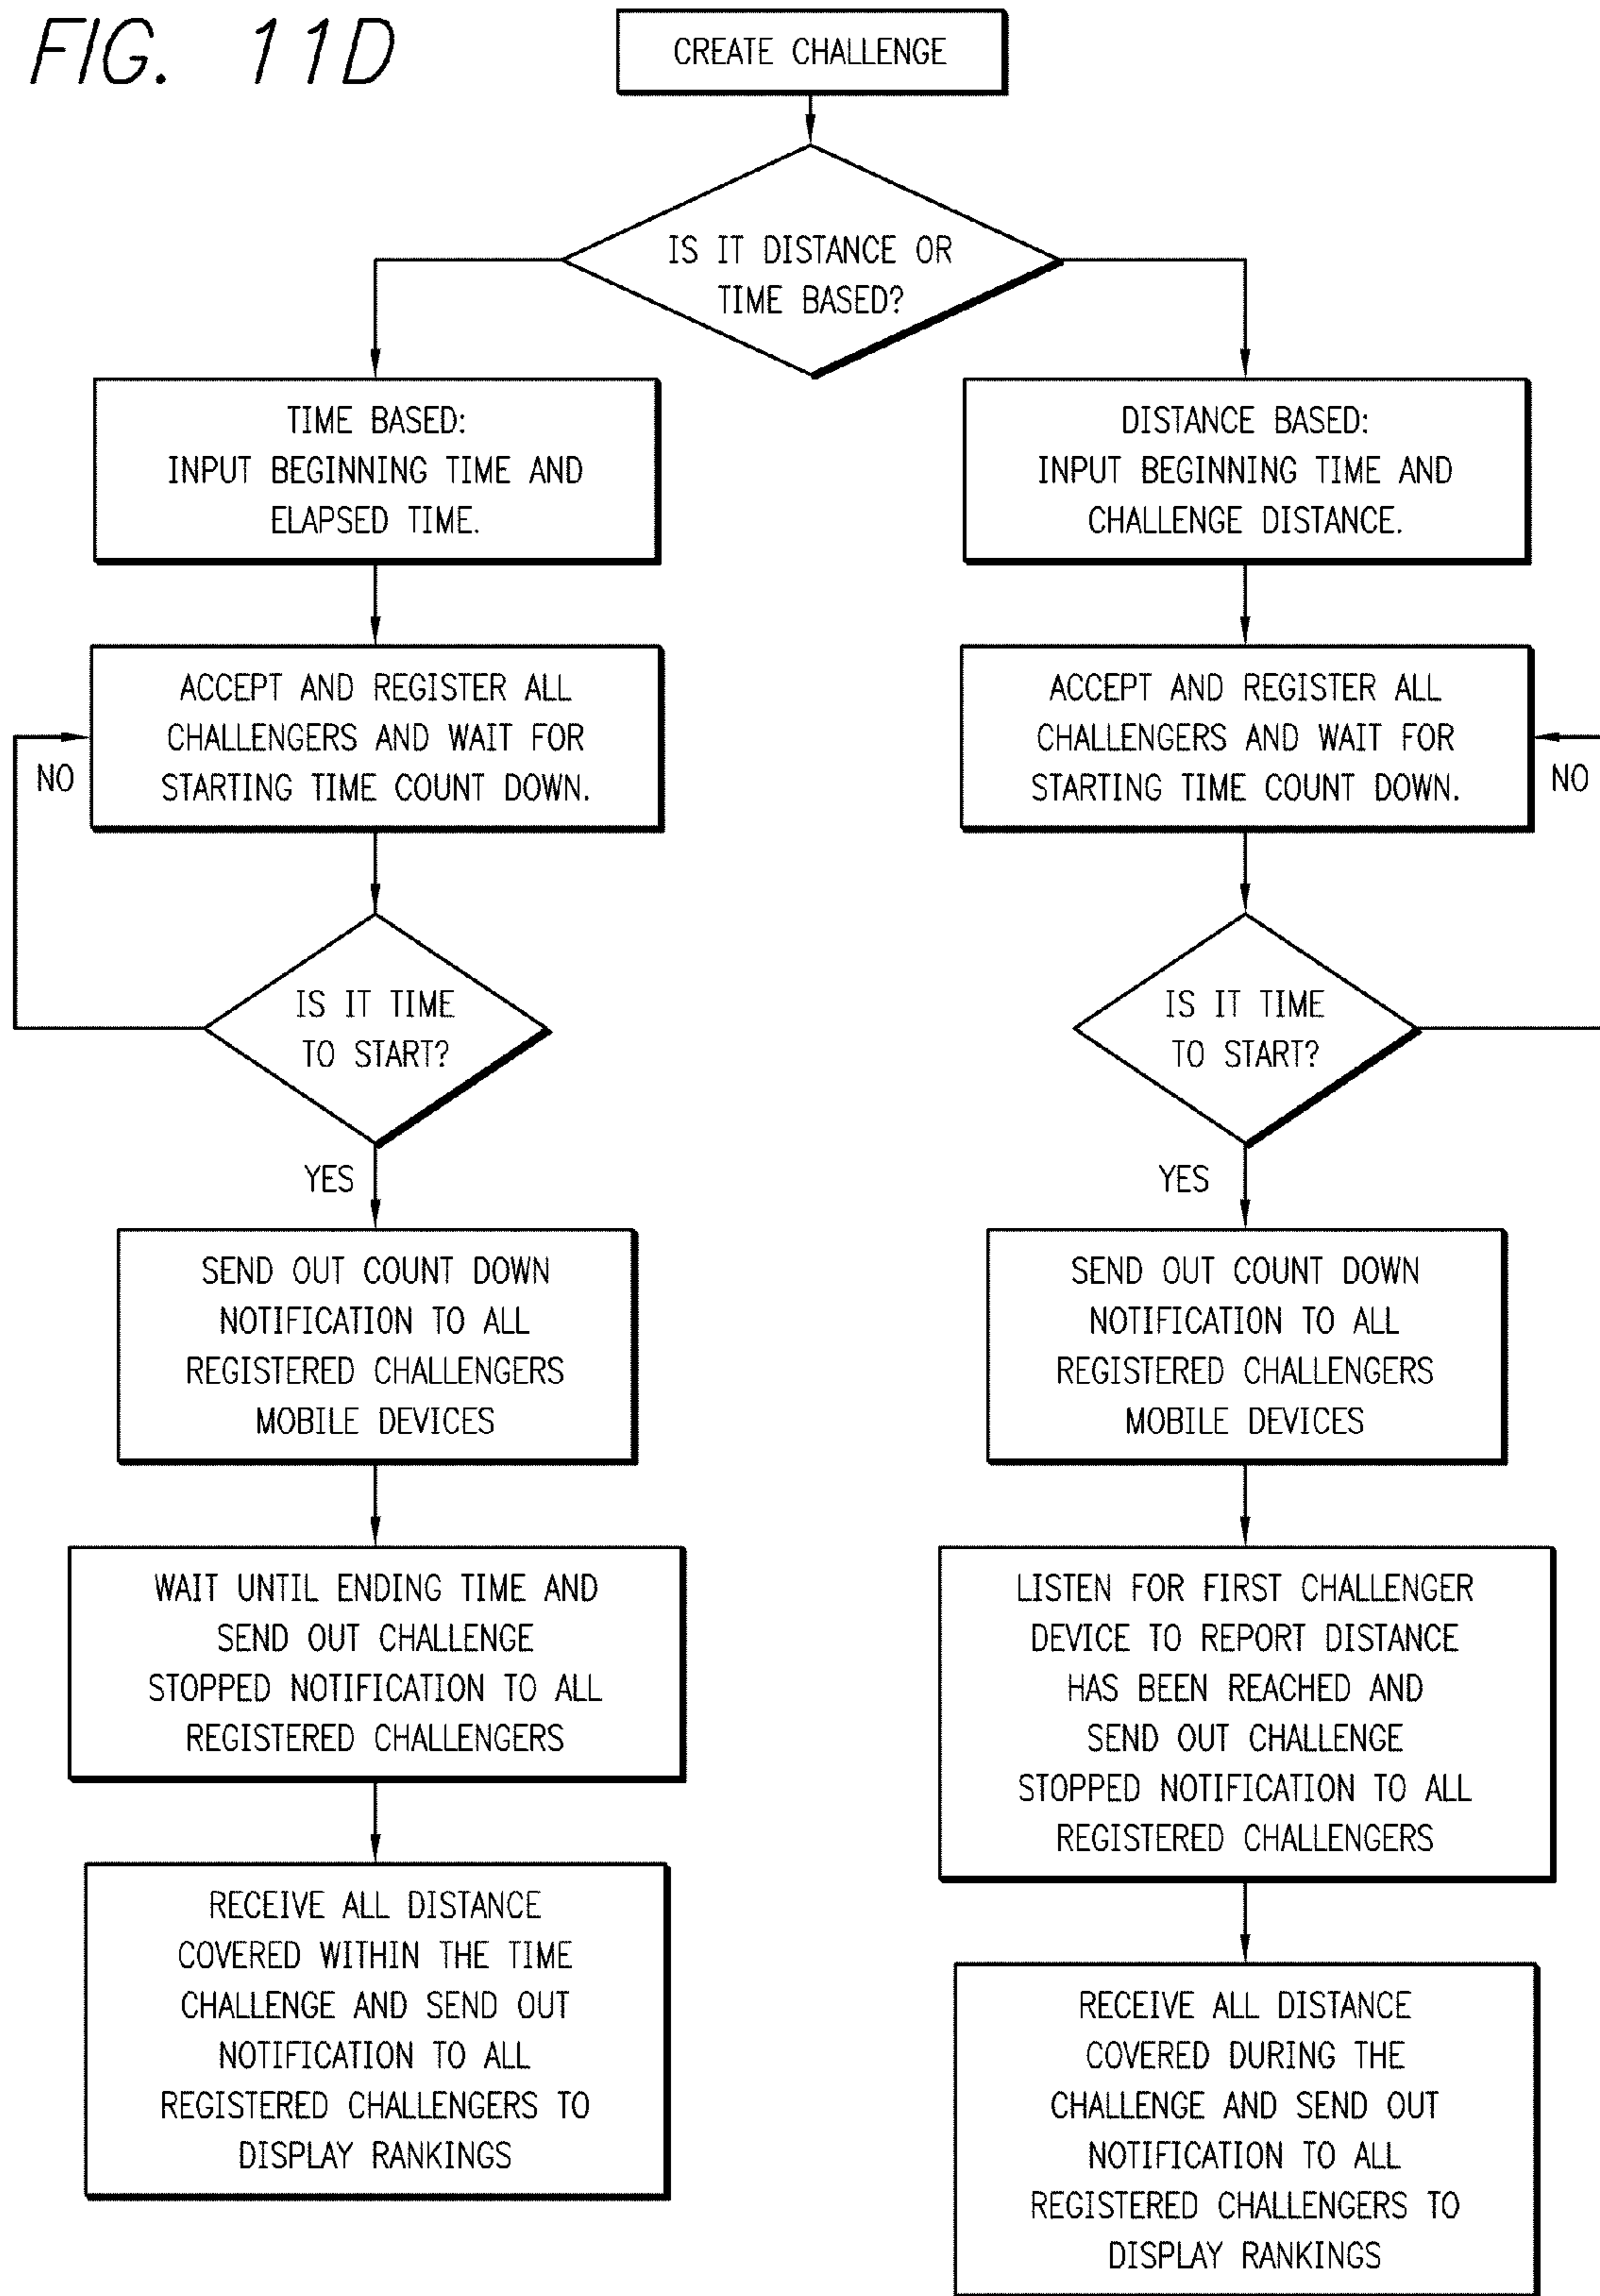 FIG. 11D
CREATE CHALLENGE
IS IT DISTANCE OR
TIME BASED?
TIME BASED:
INPUT BEGINNING TIME AND
ELAPSED TIME.
ACCEPT AND REGISTER ALL
CHALLENGERS AND WAIT FOR
STARTING TIME COUNT DOWN.
NO
IS IT TIME
TO START?
YES
SEND OUT COUNT DOWN
NOTIFICATION TO ALL
REGISTERED CHALLENGERS
MOBILE DEVICES
WAIT UNTIL ENDING TIME AND
SEND OUT CHALLENGE
STOPPED NOTIFICATION TO ALL
REGISTERED CHALLENGERS
RECEIVE ALL DISTANCE
COVERED WITHIN THE TIME
CHALLENGE AND SEND OUT
NOTIFICATION TO ALL
REGISTERED CHALLENGERS TO
DISPLAY RANKINGS
DISTANCE BASED:
INPUT BEGINNING TIME AND
CHALLENGE DISTANCE.
ACCEPT AND REGISTER ALL
CHALLENGERS AND WAIT FOR
STARTING TIME COUNT DOWN.
NO
IS IT TIME
TO START?
YES
SEND OUT COUNT DOWN
NOTIFICATION TO ALL
REGISTERED CHALLENGERS
MOBILE DEVICES
LISTEN FOR FIRST CHALLENGER
DEVICE TO REPORT DISTANCE
HAS BEEN REACHED AND
SEND OUT CHALLENGE
STOPPED NOTIFICATION TO ALL
REGISTERED CHALLENGERS
RECEIVE ALL DISTANCE
COVERED DURING THE
CHALLENGE AND SEND OUT
NOTIFICATION TO ALL
REGISTERED CHALLENGERS TO
DISPLAY RANKINGS